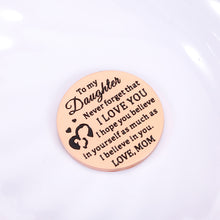 To my
Daughter
Never forget that
I LOVE YOU
I hope you believe
in yourself as much as
I believe in you.
LOVE, MOM